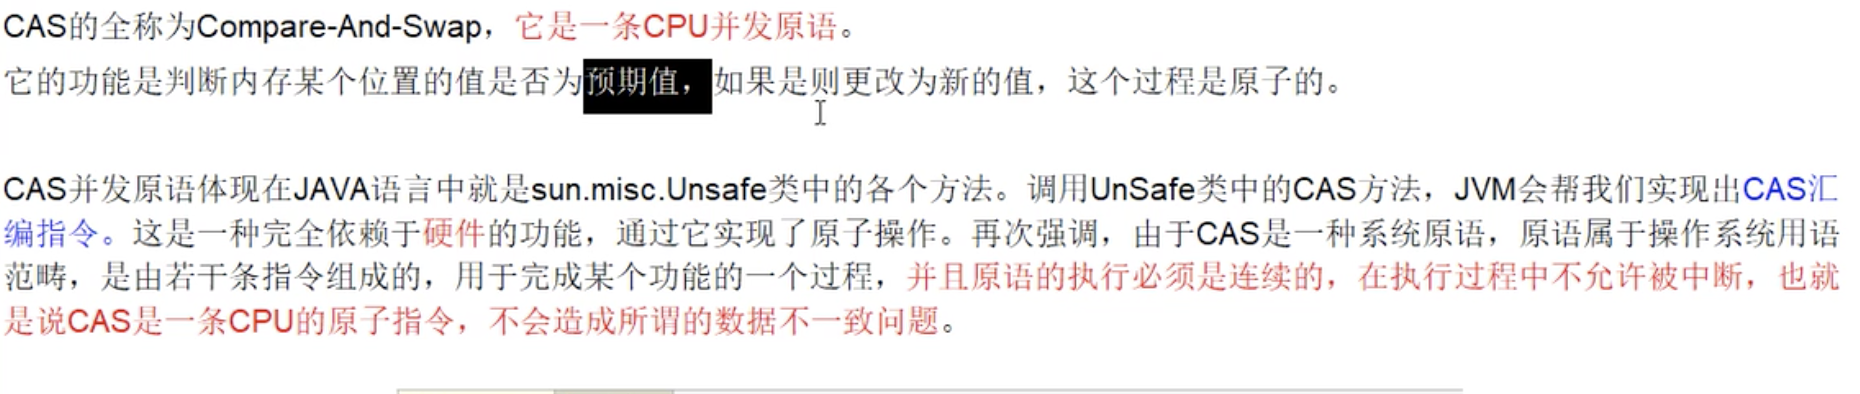 CAS的全称为Compare-And-Swap，它是一条CPU并发原语。
它的功能是判断内存某个位置的值是否为预期值，如果是则更改为新的值，这个过程是原子的。
CAS并发原语体现在JAVA语言中就是sun.misc.Unsafe类中的各个方法。调用UnSafe类中的CAS方法，JVM会帮我们实现出CAS汇
编指令。这是一种完全依赖于硬件的功能，通过它实现了原子操作。再次强调，由于CAS是一种系统原语，原语属于操作系统用语
范畴，是由若干条指令组成的，用于完成某个功能的一个过程，并且原语的执行必须是连续的，在执行过程中不允许被中断，也就
是说CAS是一条CPU的原子指令，不会造成所谓的数据不一致问题。